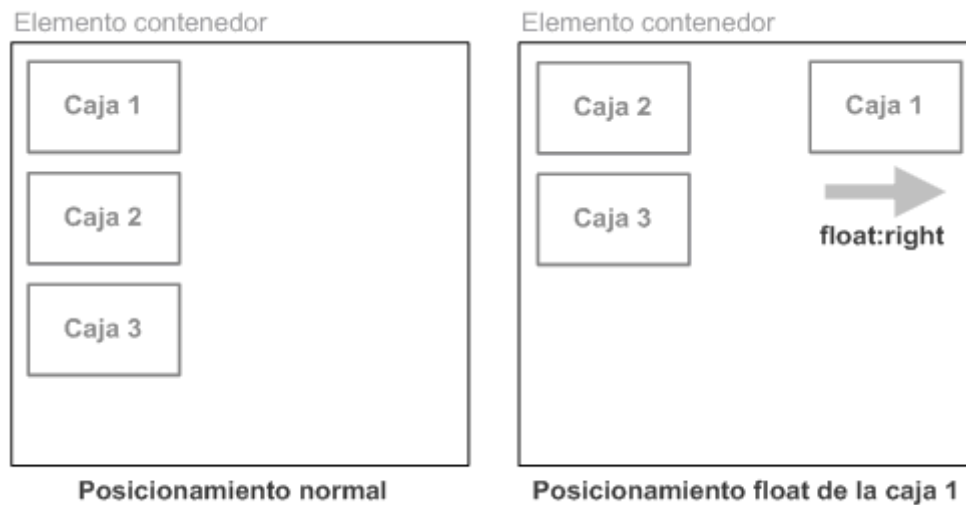 Elemento contenedor
Caja 1
Caja 2
Caja 3
Posicionamiento normal
Elemento contenedor
Caja 2
Caja 1
Caja 3
float:right
Posicionamiento float de la caja 1